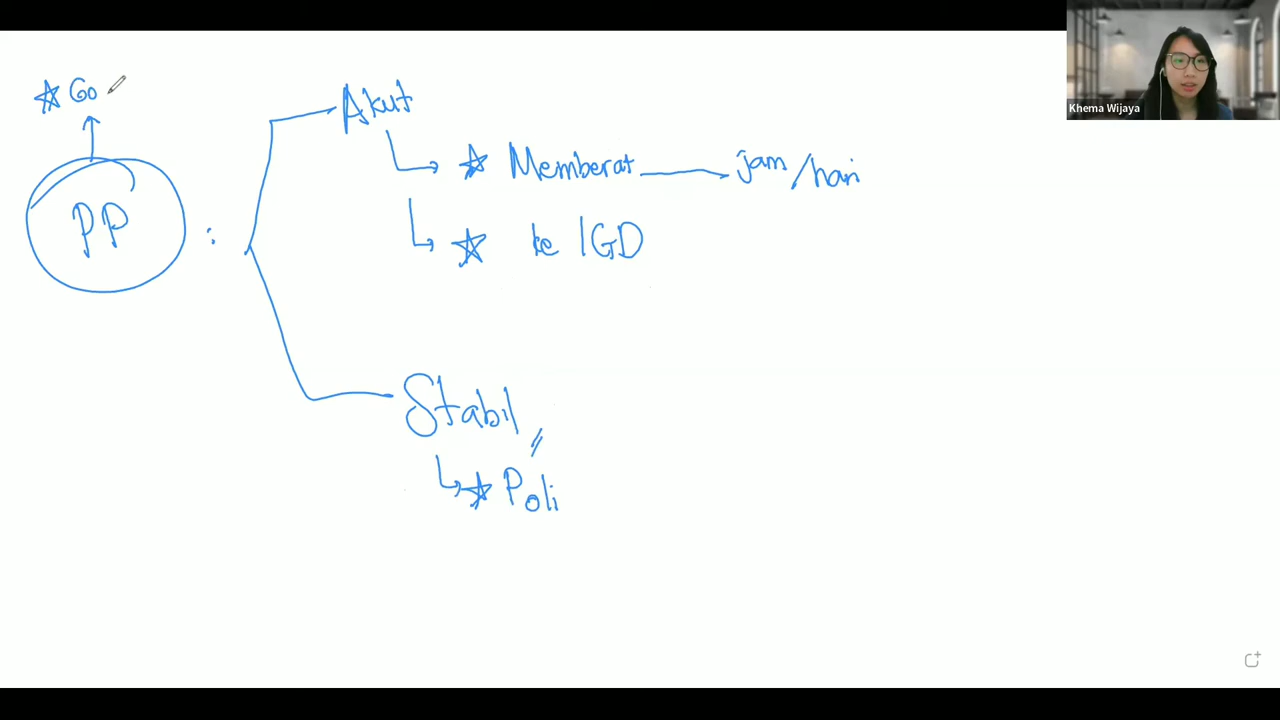 Go
Khema Wijaya
Akut
Memberat jam/hari
PP :
ke IGD
Stabil
Poli